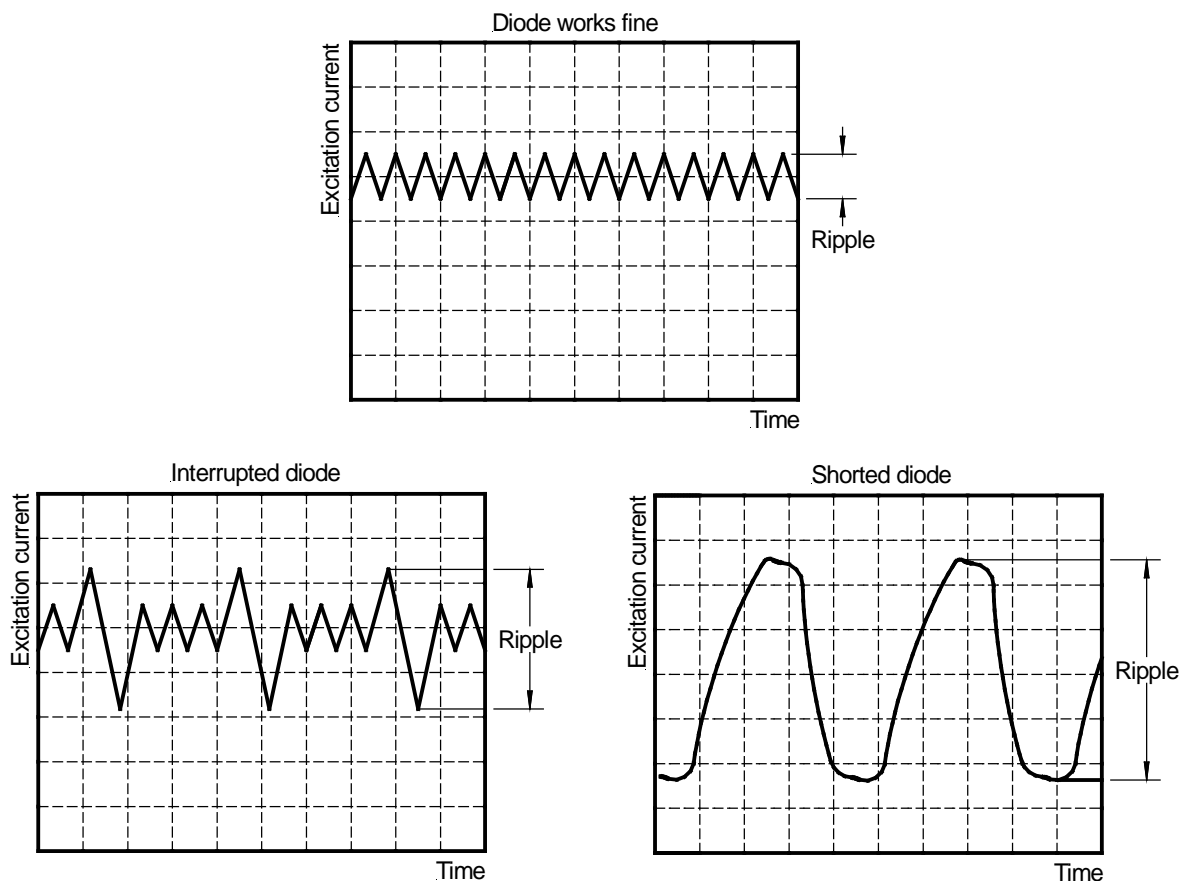 Diode works fine
Excitation current
Ripple
Time
Interrupted diode
Excitation current
Ripple
Time
Shorted diode
Excitation current
Ripple
Time